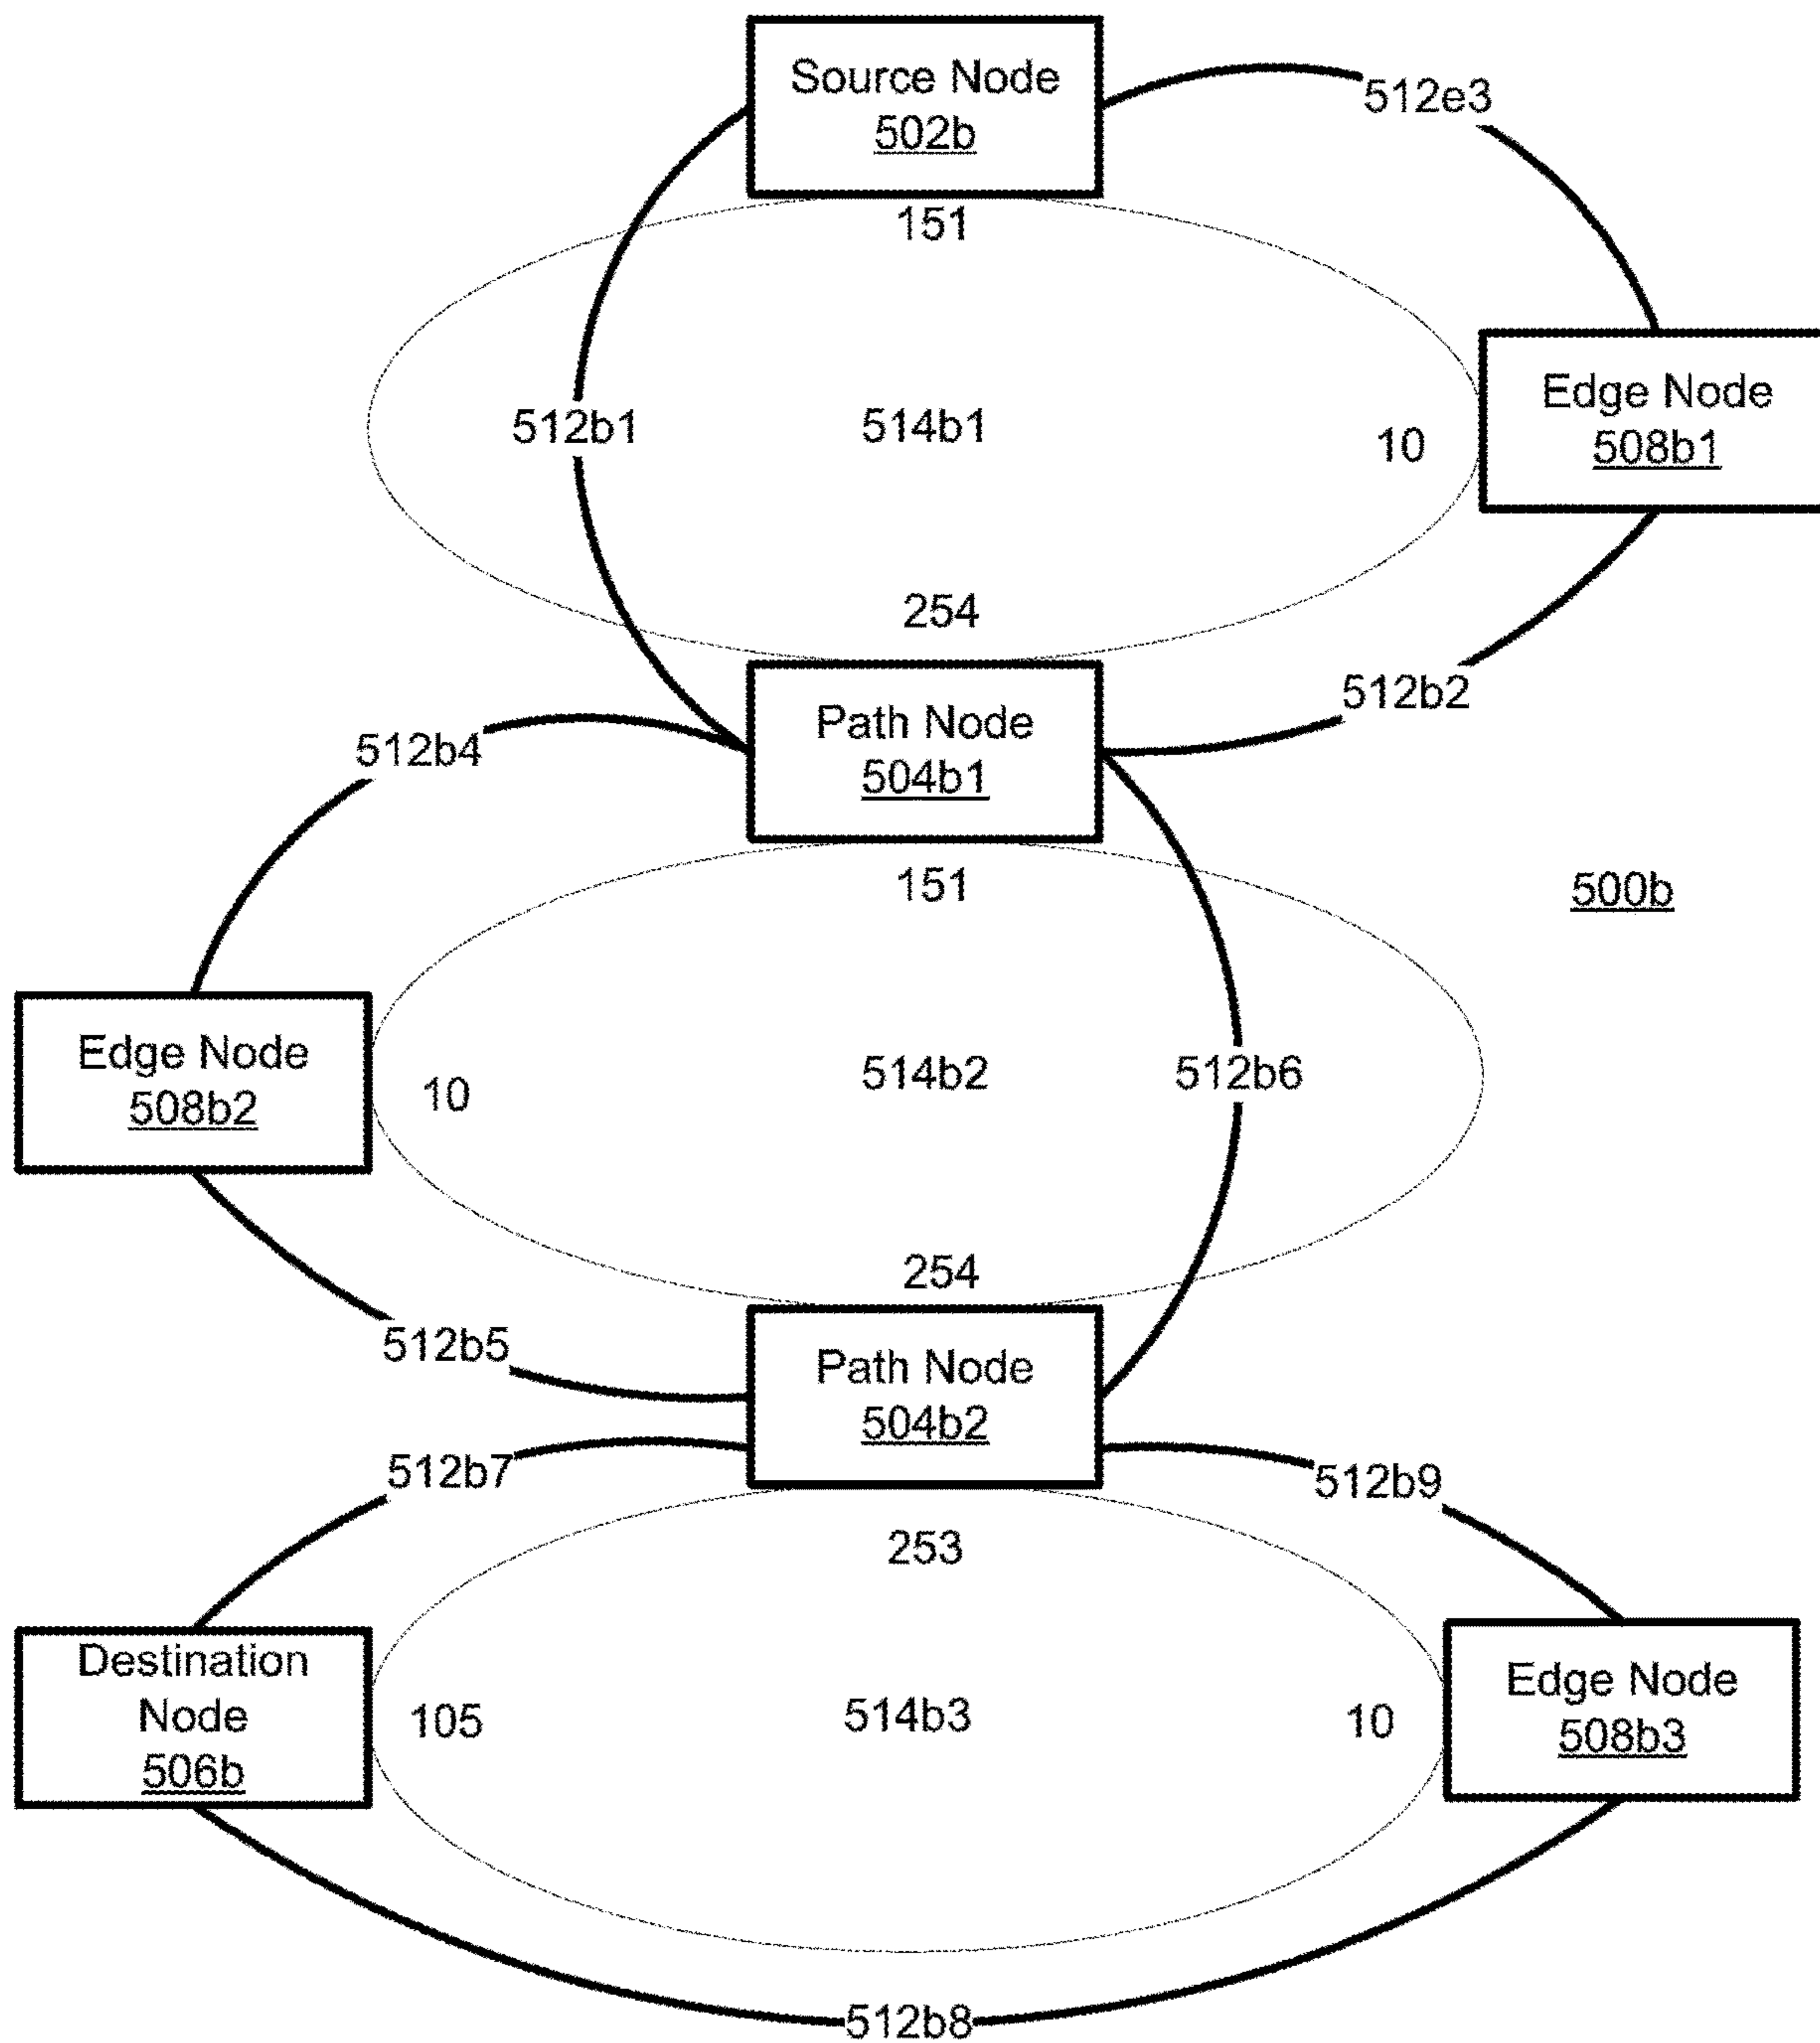 Source Node
502b
512e3
151
Edge Node
508b1
512b1
514b1
10
254
512b2
Path Node
504b1
512b4
151
500b
Edge Node
508b2
10
514b2
512b6
254
512b5
Path Node
504b2
512b7
512b9
253
Destination
Node
506b
105
514b3
10
Edge Node
508b3
512b8